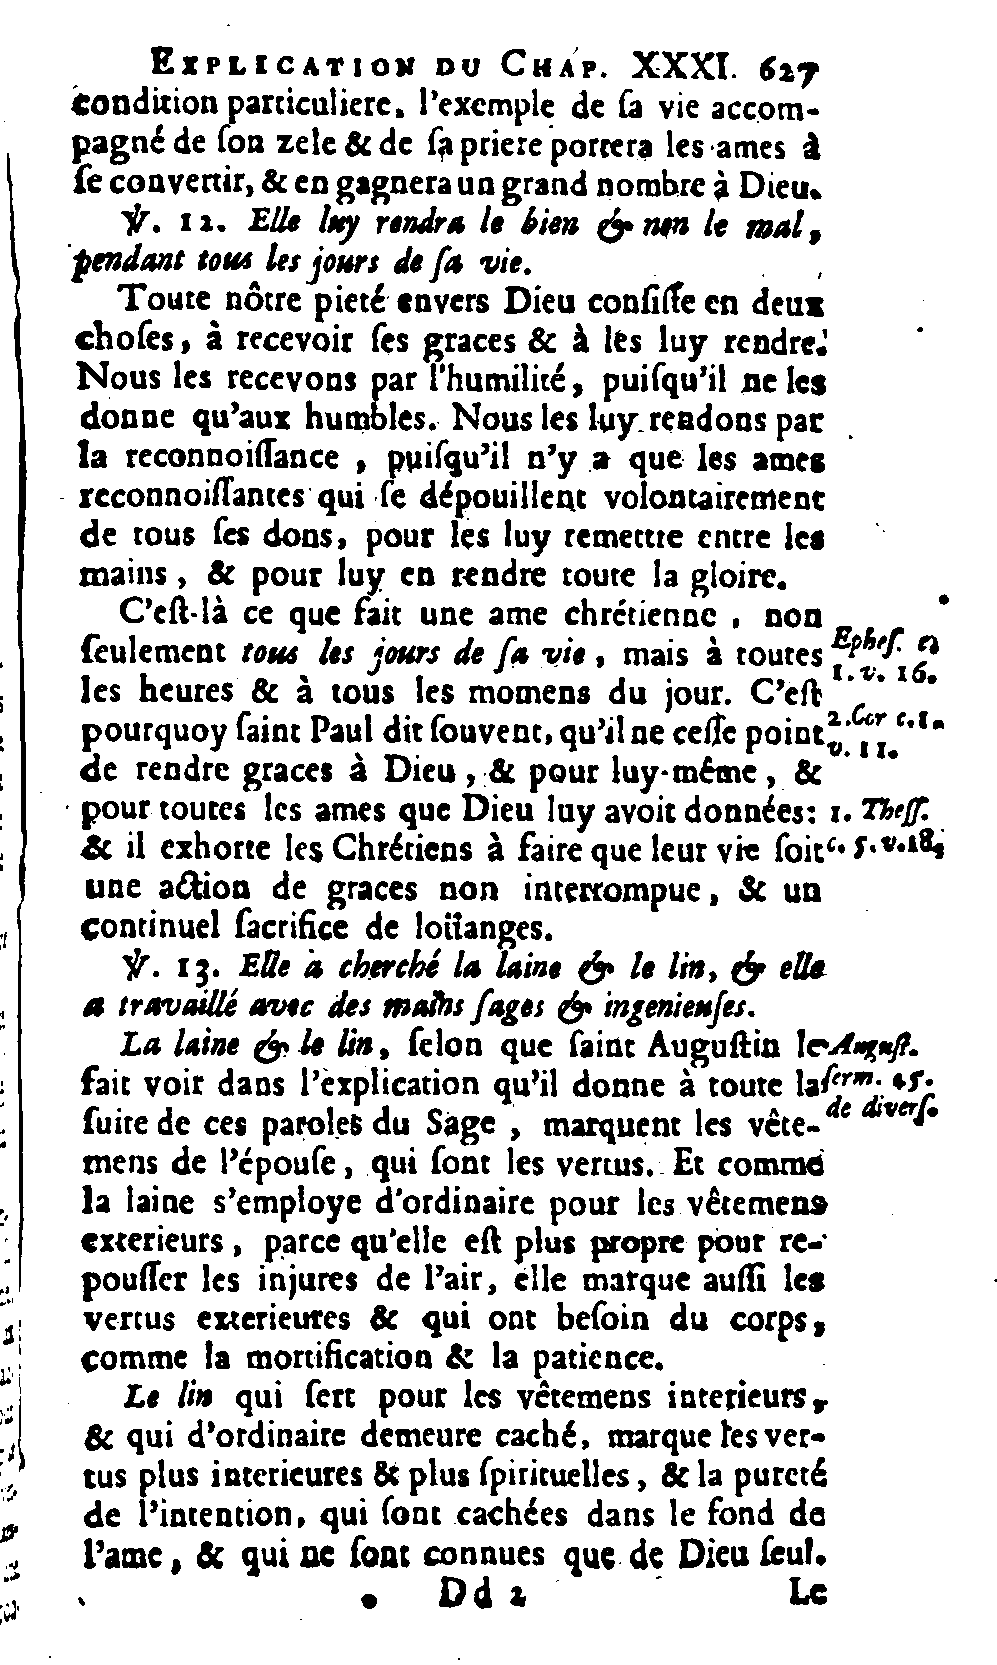 EXPLICATION DU CHAP. XXXI. 627
condition particuliere, l'exemple de ſa vie accom-
pagné de ſon zele & de ſa priere portera les ames à
ſe convertir, & en gagnera un grand nombre à Dieu.
℣. 12. Elle luy rendra le bien & non le mal,
pendant tous les jours de ſa vie.
Toute nôtre pieté envers Dieu conſiſte en deux
choſes, à recevoir ſes graces & à les luy rendre.
Nous les recevons par l'humilité, puiſqu'il ne les
donne qu'aux humbles. Nous les luy rendons par
la reconnoiſſance, puiſqu'il n'y a que les ames
reconnoiſſantes qui ſe dépouillent volontairement
de tous ſes dons, pour les luy remettre entre les
mains, & pour luy en rendre toute la gloire.
C'eſt-là ce que fait une ame chrétienne, non
ſeulement tous les jours de ſa vie, mais à toutes
les heures & à tous les momens du jour. C'eſt
pourquoy ſaint Paul dit ſouvent, qu'il ne ceſſe point
de rendre graces à Dieu, & pour luy-même, &
pour toutes les ames que Dieu luy avoit données:
& il exhorte les Chrétiens à faire que leur vie ſoit
une action de graces non interrompue, & un
continuel ſacrifice de loüanges.
Epheſ. c.
1. v. 16.
2. Cor c. 1.
v. 11.
1. Theſſ.
c. 5. v. 18.
℣. 13. Elle a cherché la laine & le lin, & elle
a travaillé avec des mains ſages & ingenieuſes.
La laine & le lin, ſelon que ſaint Auguſtin le
fait voir dans l'explication qu'il donne à toute la
ſuite de ces paroles du Sage, marquent les vête-
mens de l'épouſe, qui ſont les vertus. Et comme
la laine s'employe d'ordinaire pour les vêtemens
exterieurs, parce qu'elle eſt plus propre pour re-
pouſſer les injures de l'air, elle marque auſſi les
vertus exterieures & qui ont beſoin du corps,
comme la mortification & la patience.
Auguſt.
ſerm. 45.
de diverſ.
Le lin qui ſert pour les vêtemens interieurs,
& qui d'ordinaire demeure caché, marque les ver-
tus plus interieures & plus ſpirituelles, & la pureté
de l'intention, qui ſont cachées dans le fond de
l'ame, & qui ne ſont connues que de Dieu ſeul.
Dd 2 Le